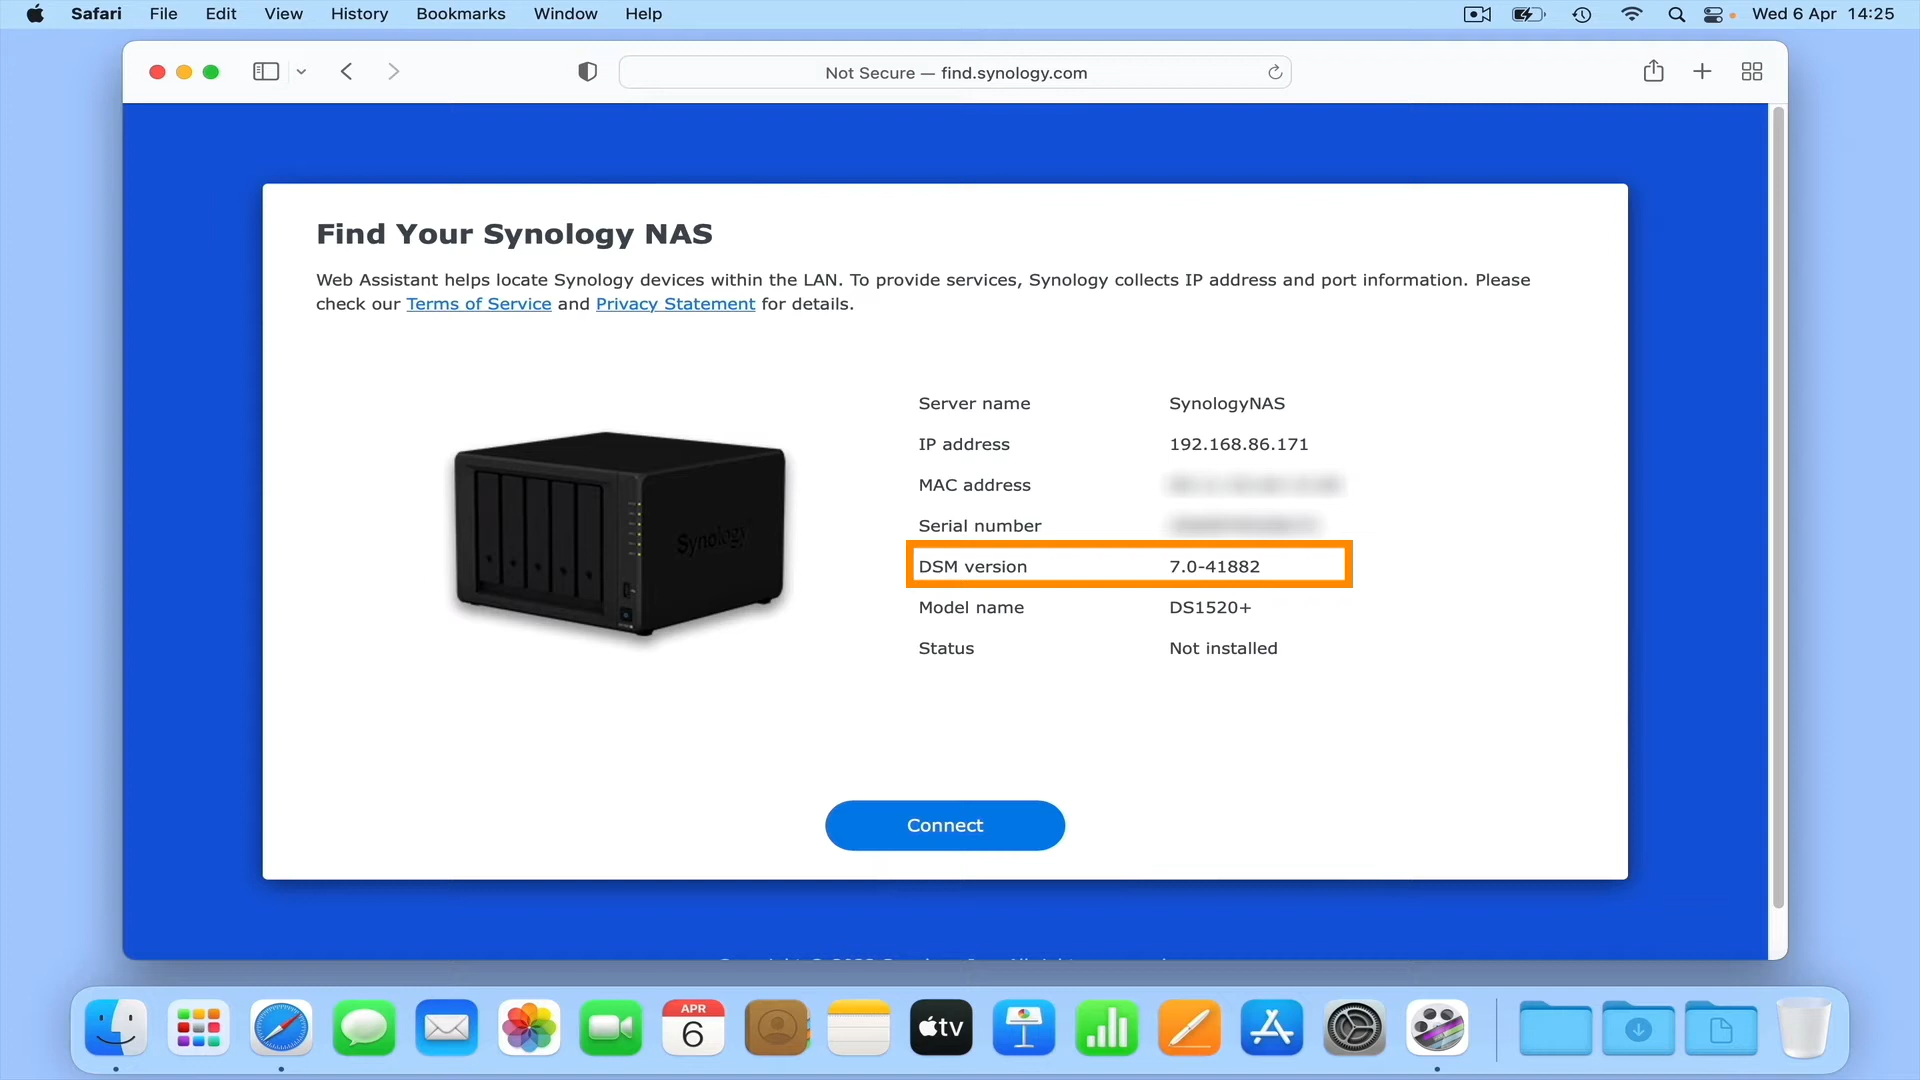 Safari File Edit View History Bookmarks Window Help Wed 6 Apr 14:25
Not Secure — find.synology.com
Find Your Synology NAS
Web Assistant helps locate Synology devices within the LAN. To provide services, Synology collects IP address and port information. Please
check our Terms of Service and Privacy Statement for details.
Server name SynologyNAS
IP address 192.168.86.171
MAC address
Serial number
Synology
DSM version 7.0-41882
Model name DS1520+
Status Not installed
Connect
APR
6
tv